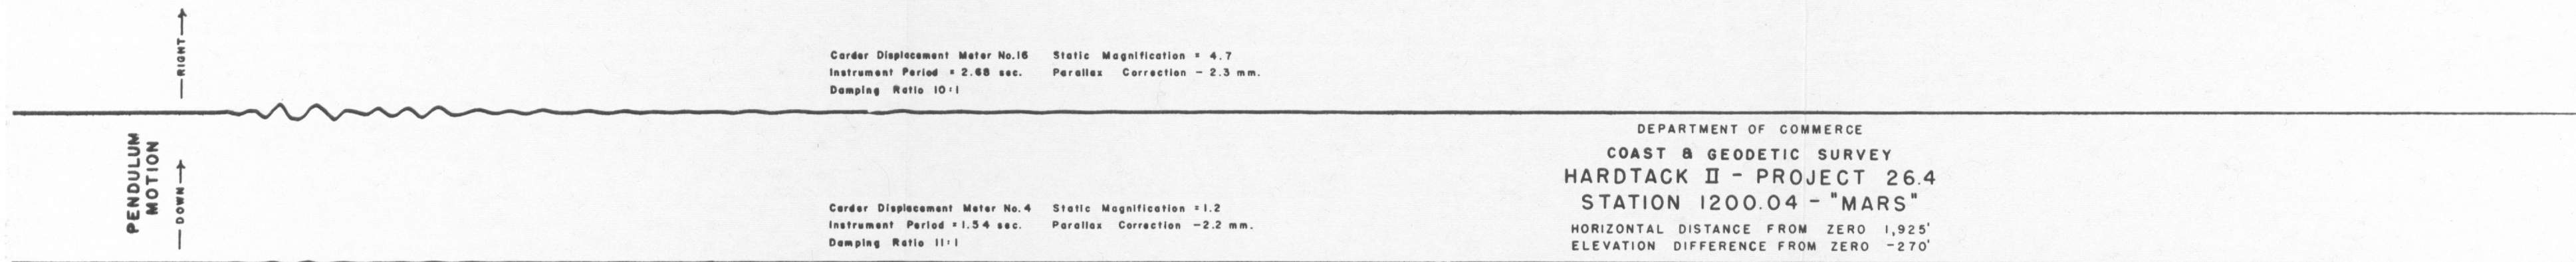 RIGHT
Carder Displacement Meter No.16 Static Magnification = 4.7
Instrument Period = 2.68 sec. Parallax Correction - 2.3 mm.
Damping Ratio 10:1
PENDULUM
MOTION
DOWN
Carder Displacement Meter No.4 Static Magnification = 1.2
Instrument Period = 1.54 sec. Parallax Correction -2.2 mm.
Damping Ratio 11:1
DEPARTMENT OF COMMERCE
COAST & GEODETIC SURVEY
HARDTACK II - PROJECT 26.4
STATION 1200.04 - "MARS"
HORIZONTAL DISTANCE FROM ZERO 1,925'
ELEVATION DIFFERENCE FROM ZERO -270'